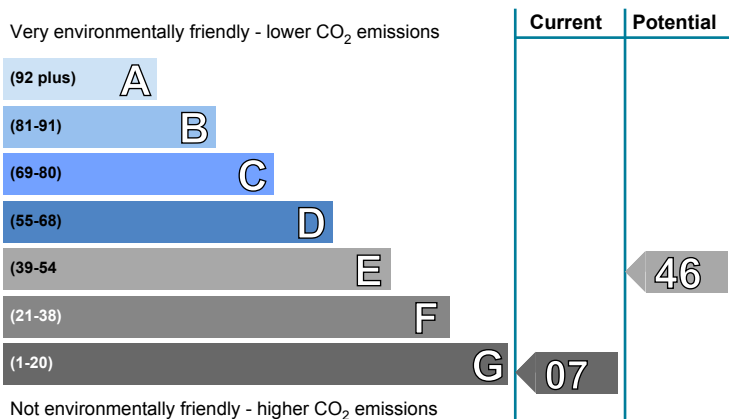 Very environmentally friendly - lower CO₂ emissions
Current
Potential
(92 plus) A
(81-91) B
(69-80) C
(55-68) D
(39-54 E
46
(21-38) F
(1-20) G
07
Not environmentally friendly - higher CO₂ emissions